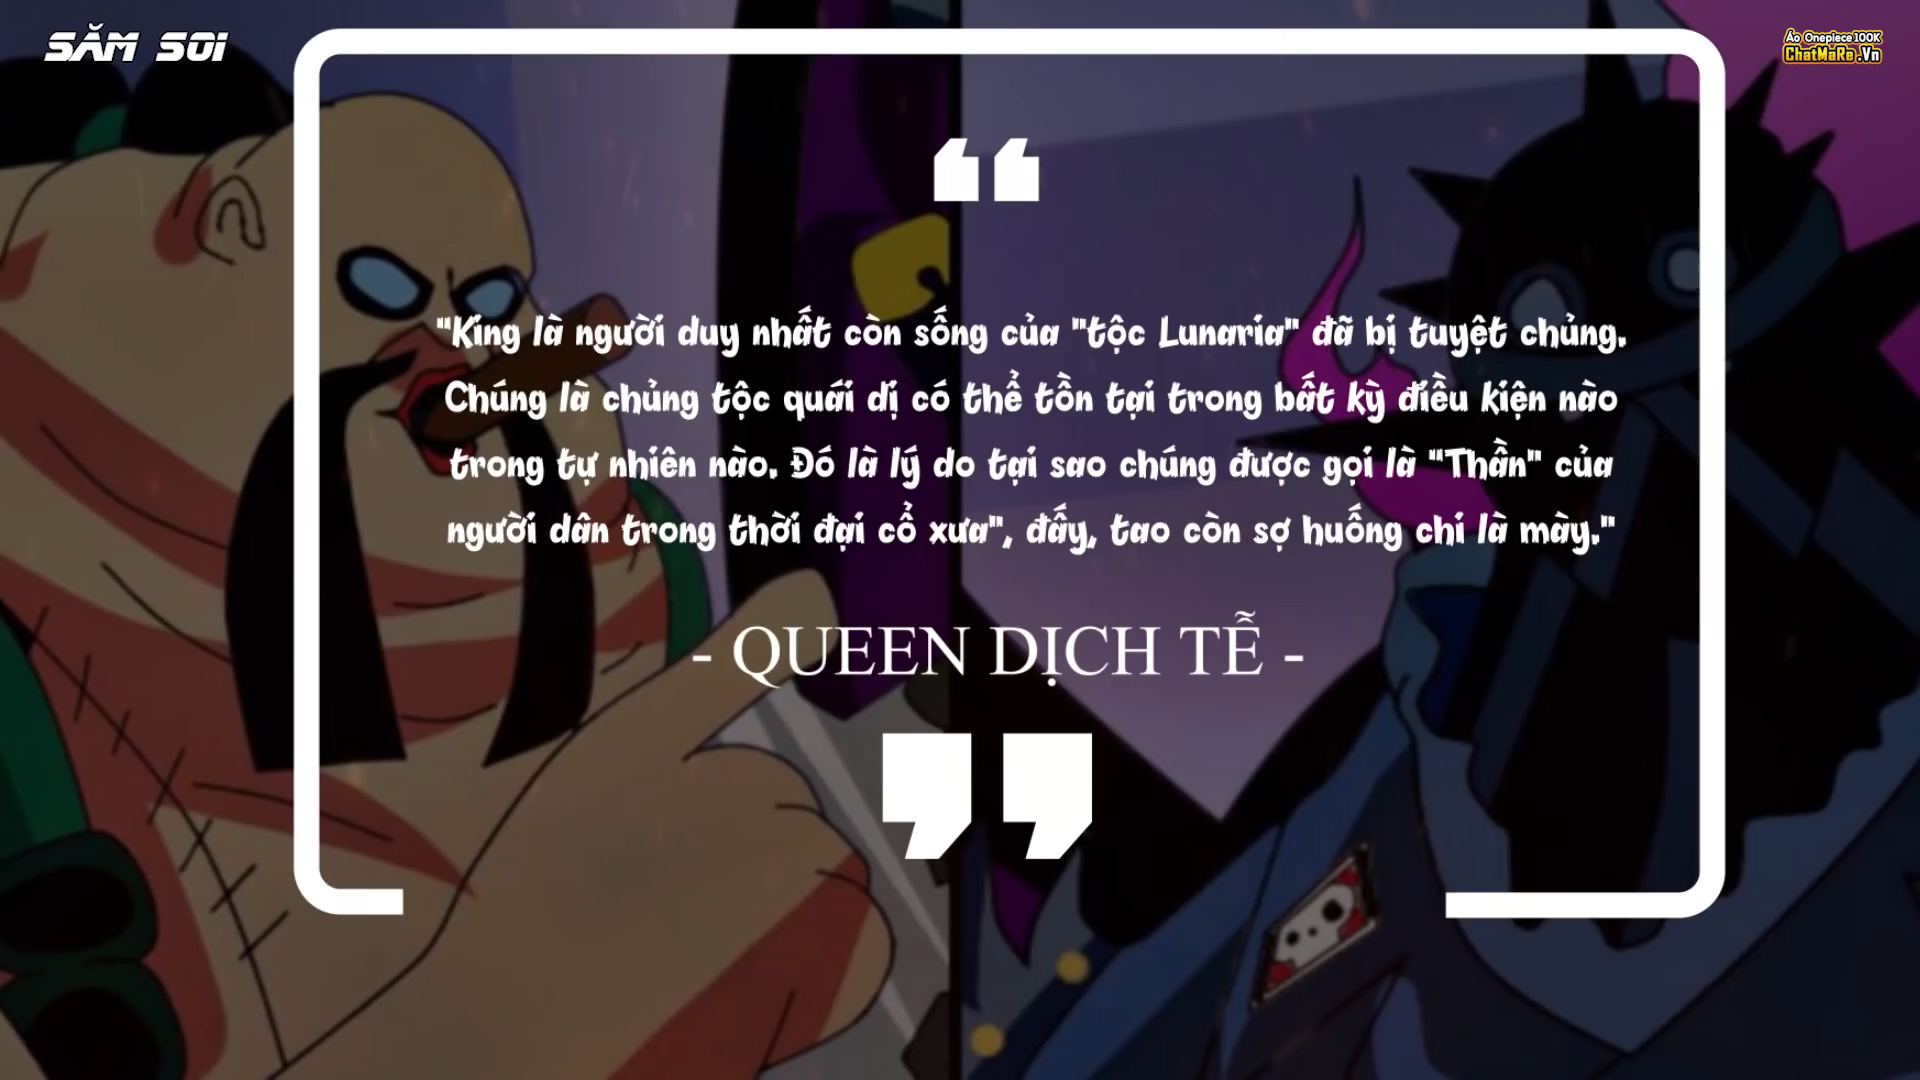 SĂM SOI
Áo Onepiece 100K
ChatMaRe.Vn
"King là người duy nhất còn sống của "tộc Lunaria" đã bị tuyệt chủng.
Chúng là chủng tộc quái dị có thể tồn tại trong bất kỳ điều kiện nào
trong tự nhiên nào. Đó là lý do tại sao chúng được gọi là "'Thần" của
người dân trong thời đại cổ xưa", đấy, tao còn sợ huống chi là mày."
- QUEEN DỊCH TỄ -